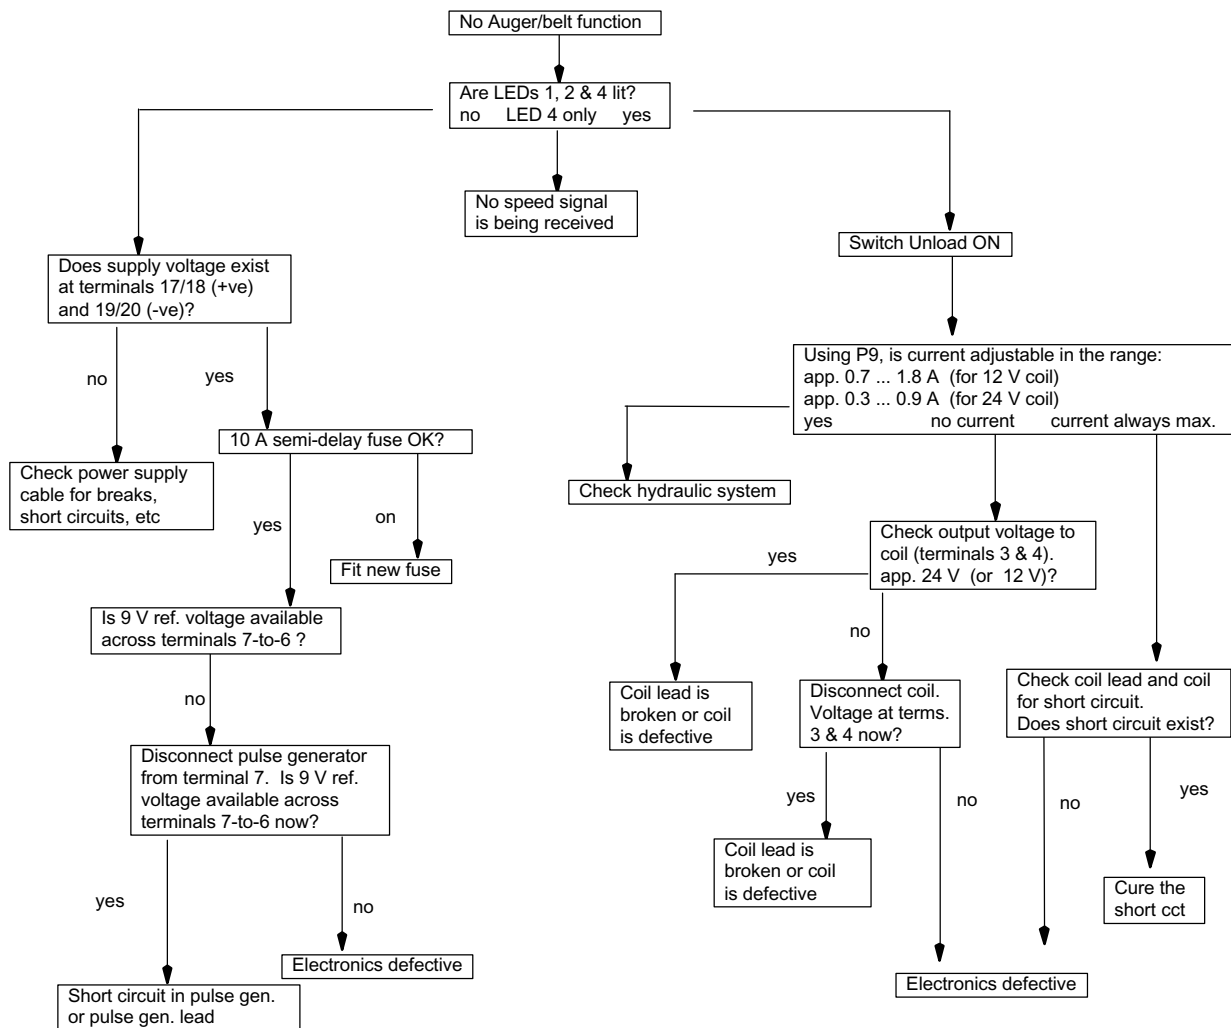 No Auger/belt function
Are LEDs 1, 2 & 4 lit?
no LED 4 only yes
No speed signal
is being received
Switch Unload ON
Does supply voltage exist
at terminals 17/18 (+ve)
and 19/20 (-ve)?
no
yes
Using P9, is current adjustable in the range:
app. 0.7 ... 1.8 A (for 12 V coil)
app. 0.3 ... 0.9 A (for 24 V coil)
yes no current current always max.
10 A semi-delay fuse OK?
Check power supply
cable for breaks,
short circuits, etc
Check hydraulic system
yes
on
Fit new fuse
Check output voltage to
coil (terminals 3 & 4).
app. 24 V (or 12 V)?
yes
no
Is 9 V ref. voltage available
across terminals 7-to-6 ?
no
Coil lead is
broken or coil
is defective
Disconnect coil.
Voltage at terms.
3 & 4 now?
Check coil lead and coil
for short circuit.
Does short circuit exist?
Disconnect pulse generator
from terminal 7. Is 9 V ref.
voltage available across
terminals 7-to-6 now?
yes
no
no
yes
Coil lead is
broken or coil
is defective
Cure the
short cct
yes
no
Electronics defective
Electronics defective
Short circuit in pulse gen.
or pulse gen. lead